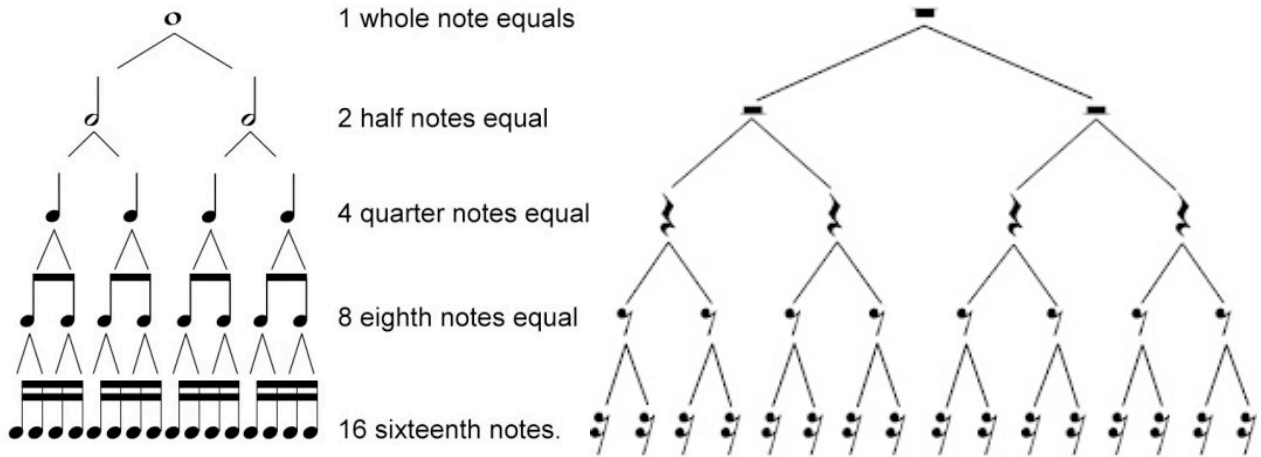 1 whole note equals
2 half notes equal
4 quarter notes equal
8 eighth notes equal
16 sixteenth notes.